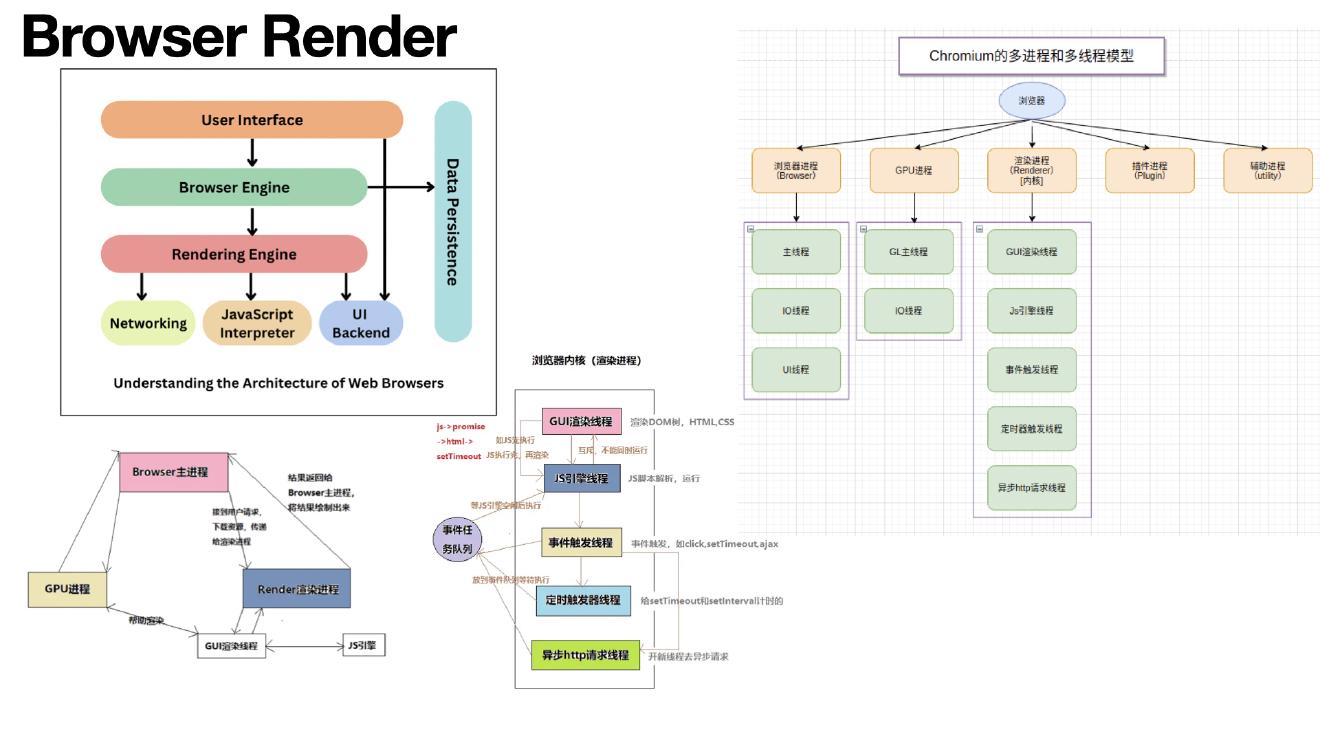 Browser Render
User Interface
Browser Engine
Rendering Engine
Networking
JavaScript
Interpreter
UI
Backend
Data Persistence
Understanding the Architecture of Web Browsers
Chromium的多进程和多线程模型
浏览器
浏览器进程
(Browser)
GPU进程
渲染进程
(Renderer)
[内核]
插件进程
(Plugin)
辅助进程
(utility)
主线程
IO线程
UI线程
GL主线程
IO线程
GUI渲染线程
Js引擎线程
事件触发线程
定时器触发线程
异步http请求线程
浏览器内核（渲染进程）
js->promise
->html->
setTimeout
GUI渲染线程
渲染DOM树，HTML,CSS
如JS先执行
JS执行完，再渲染
互斥，不能同时运行
JS引擎线程
JS脚本解析，运行
等JS引擎空闲后执行
事件任
务队列
事件触发线程
事件触发，如click,setTimeout,ajax
放到事件队列等待执行
定时触发器线程
给setTimeout和setInterval计时的
异步http请求线程
开新线程去异步请求
Browser主进程
结果返回给
Browser主进程，
将结果绘制出来
接到用户请求，
下载资源，传递
给渲染进程
GPU进程
Render渲染进程
帮助渲染
GUI渲染线程
JS引擎